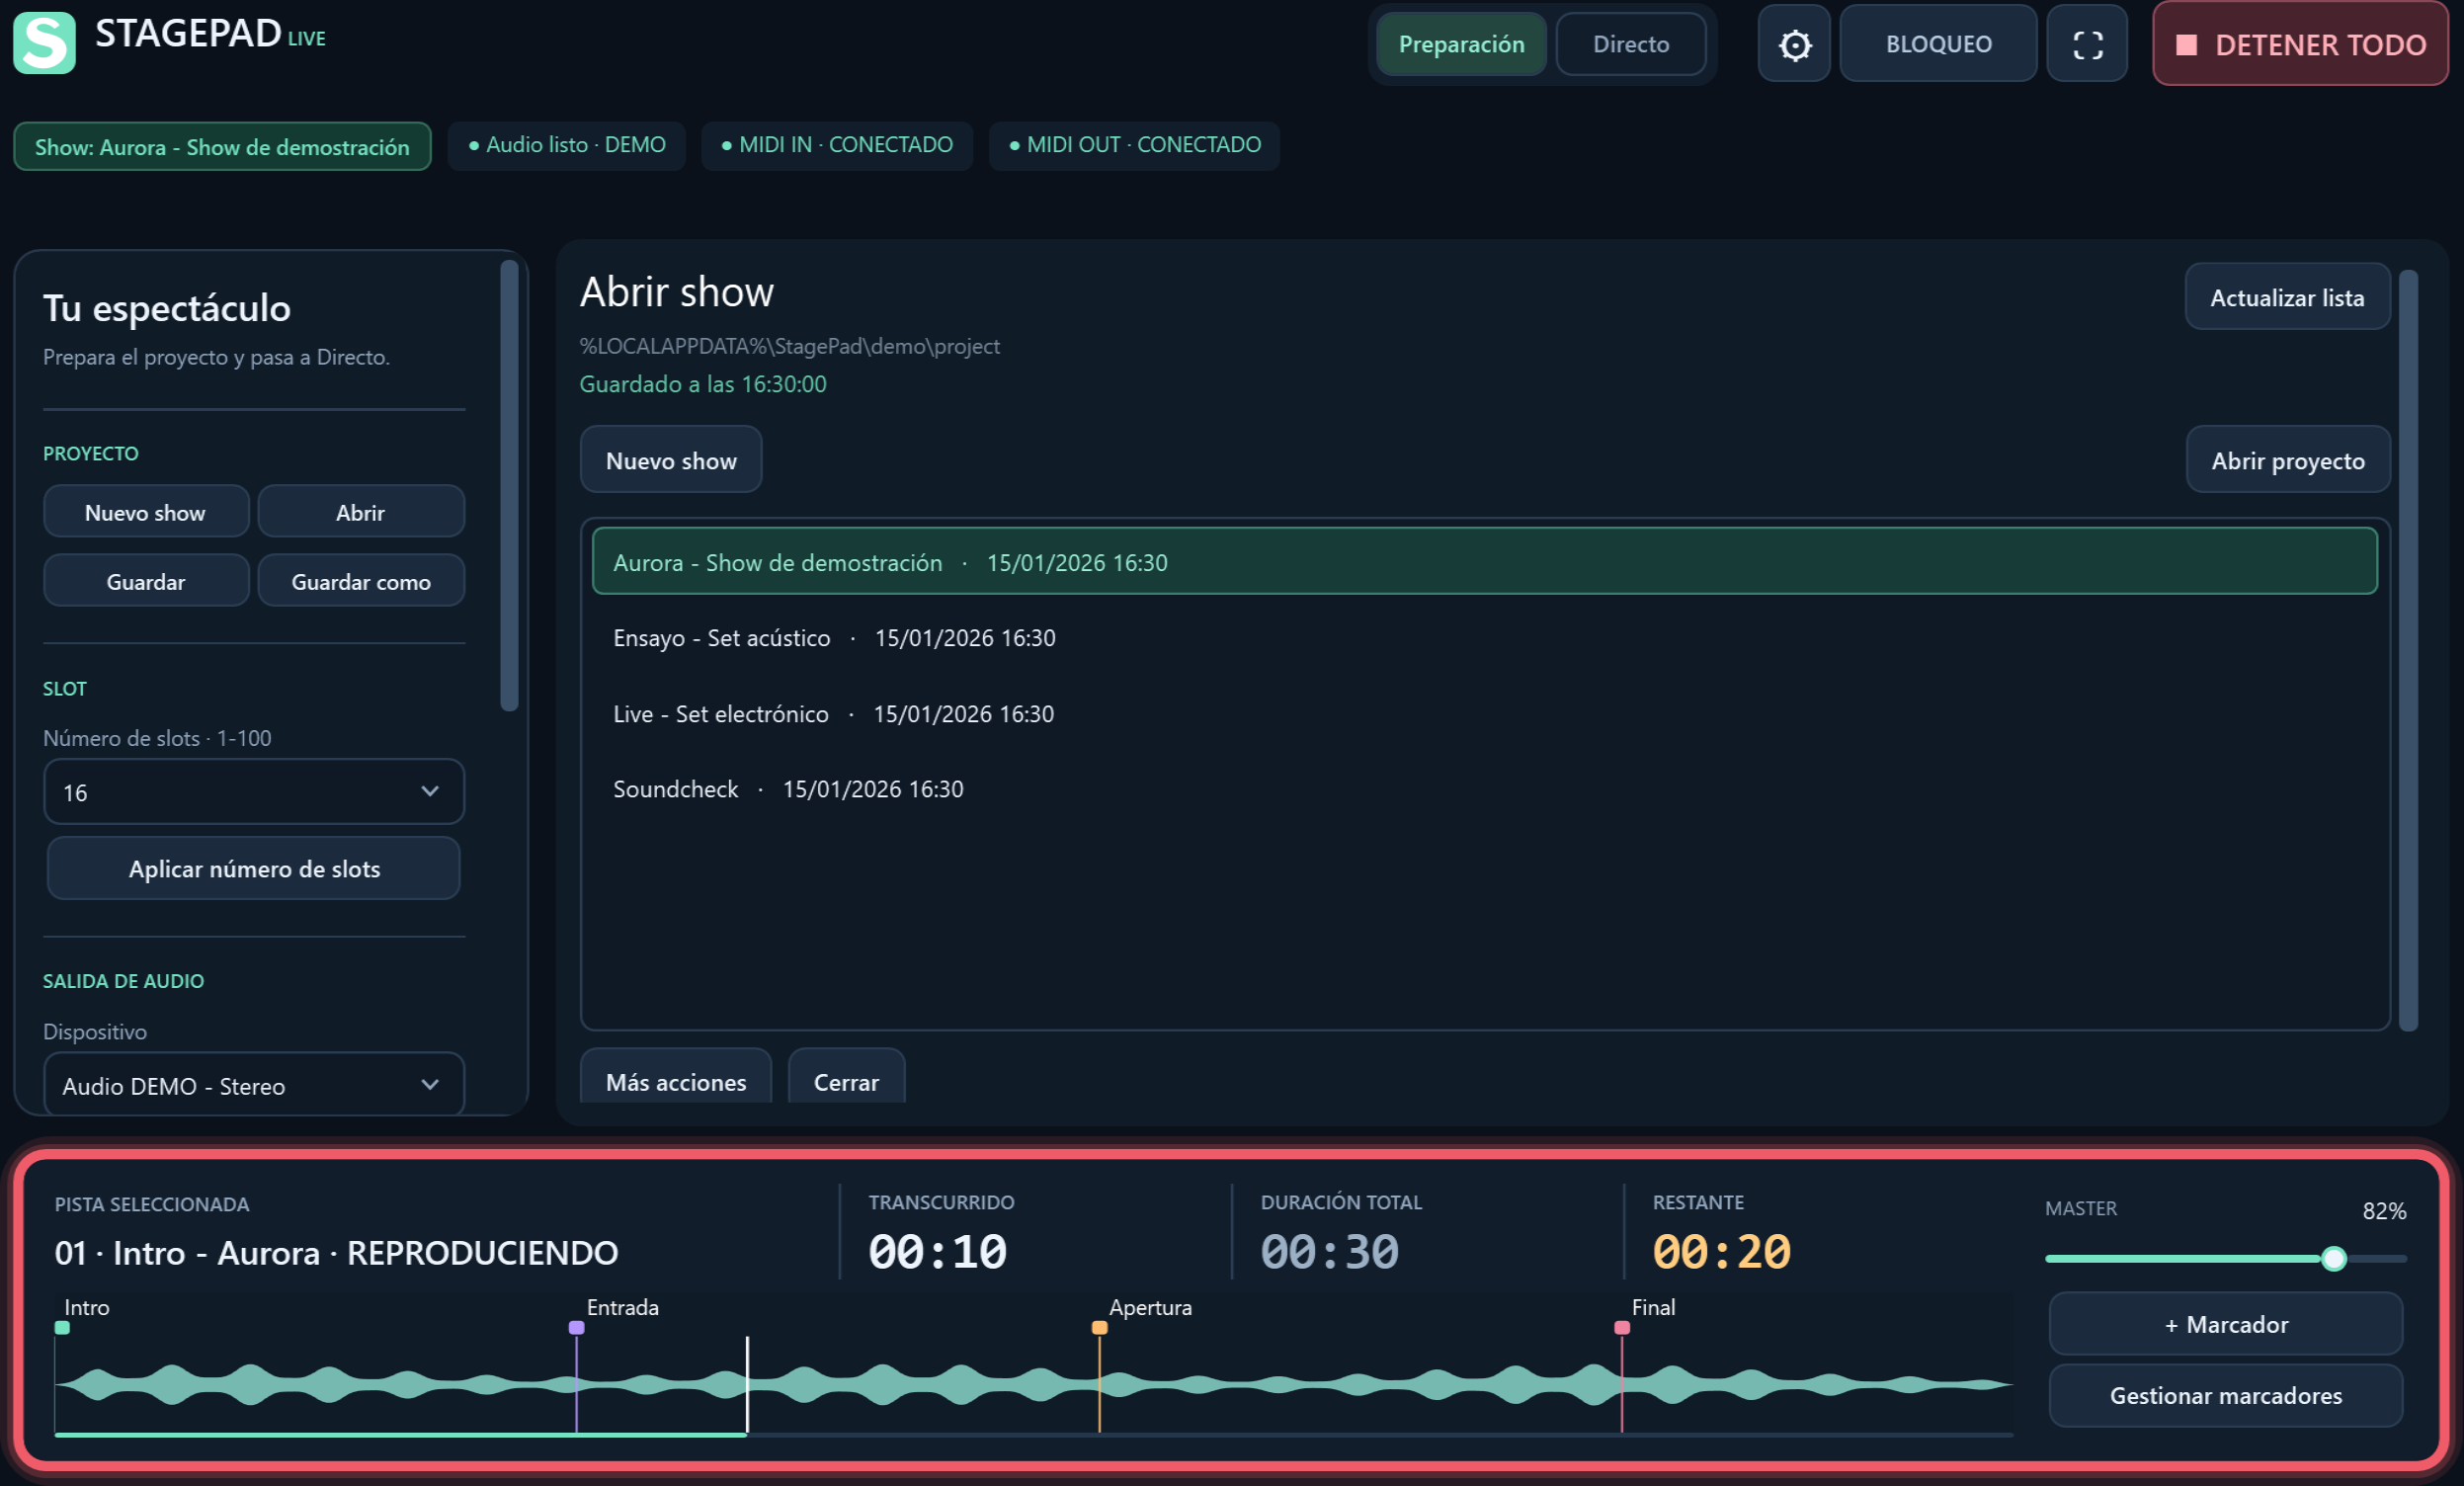 STAGEPAD LIVE
Preparación
Directo
BLOQUEO
DETENER TODO
Show: Aurora - Show de demostración
Audio listo · DEMO
MIDI IN · CONECTADO
MIDI OUT · CONECTADO
Tu espectáculo
Prepara el proyecto y pasa a Directo.
PROYECTO
Nuevo show
Abrir
Guardar
Guardar como
SLOT
Número de slots · 1-100
16
Aplicar número de slots
SALIDA DE AUDIO
Dispositivo
Audio DEMO - Stereo
Abrir show
Actualizar lista
%LOCALAPPDATA%\StagePad\demo\project
Guardado a las 16:30:00
Nuevo show
Abrir proyecto
Aurora - Show de demostración · 15/01/2026 16:30
Ensayo - Set acústico · 15/01/2026 16:30
Live - Set electrónico · 15/01/2026 16:30
Soundcheck · 15/01/2026 16:30
Más acciones
Cerrar
PISTA SELECCIONADA
01 · Intro - Aurora · REPRODUCIENDO
TRANSCURRIDO
00:10
DURACIÓN TOTAL
00:30
RESTANTE
00:20
MASTER
82%
Intro
Entrada
Apertura
Final
+ Marcador
Gestionar marcadores